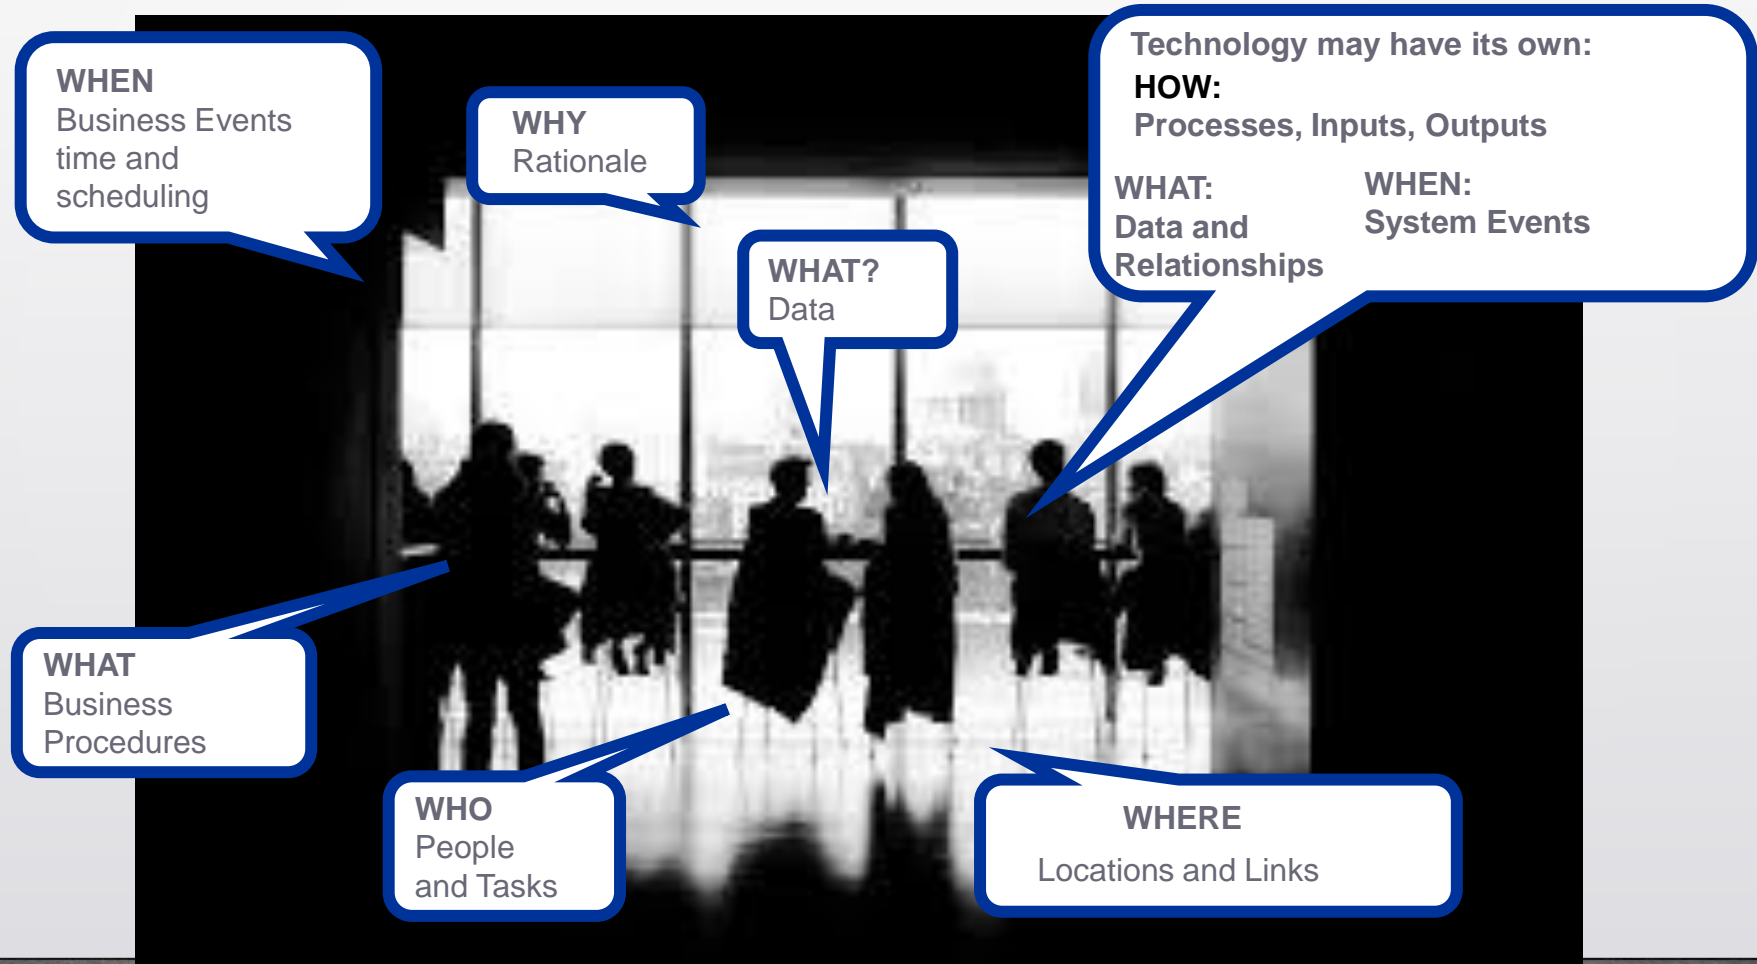 WHEN
Business Events
time and
scheduling
WHY
Rationale
Technology may have its own:
HOW:
Processes, Inputs, Outputs
WHAT:
Data and
Relationships
WHEN:
System Events
WHAT?
Data
WHAT
Business
Procedures
WHO
People
and Tasks
WHERE
Locations and Links